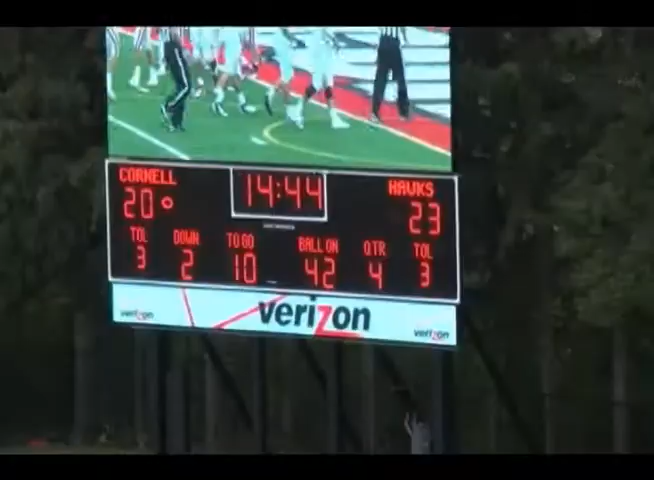 CORNELL 14:44 HAWKS
20 23
TOL DOWN TO GO BALL ON QTR TOL
3 2 10 42 4 3
verizon verizon verizon